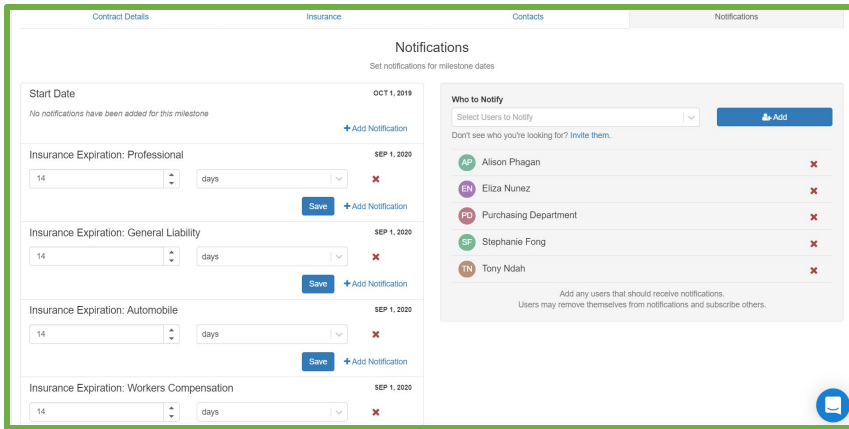 Contract Details Insurance Contacts Notifications
Notifications
Set notifications for milestone dates
Start Date OCT 1, 2019
No notifications have been added for this milestone
+ Add Notification
Insurance Expiration: Professional SEP 1, 2020
14 days
Save + Add Notification
Insurance Expiration: General Liability SEP 1, 2020
14 days
Save + Add Notification
Insurance Expiration: Automobile SEP 1, 2020
14 days
Save + Add Notification
Insurance Expiration: Workers Compensation SEP 1, 2020
14 days
Who to Notify
Select Users to Notify Add
Don't see who you're looking for? Invite them.
AP Alison Phagan
EN Eliza Nunez
PD Purchasing Department
SF Stephanie Fong
TN Tony Ndah
Add any users that should receive notifications.
Users may remove themselves from notifications and subscribe others.